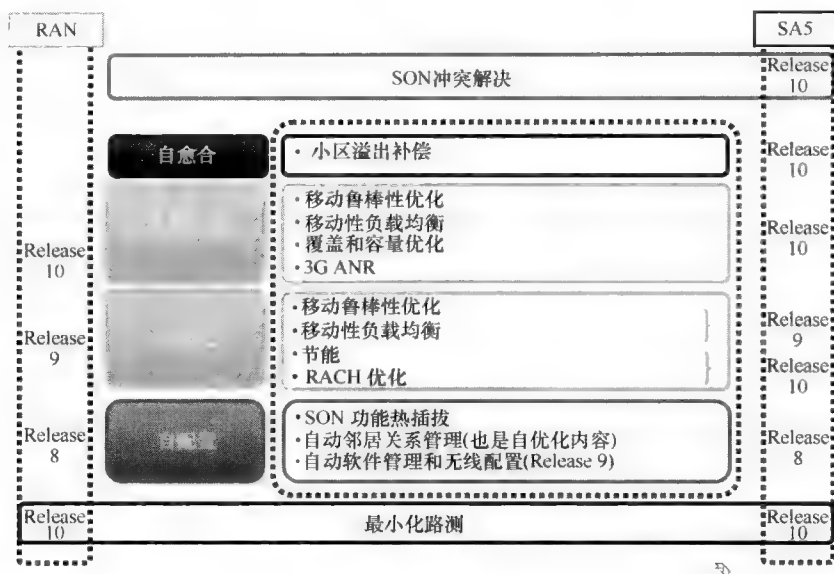 RAN
SA5
SON冲突解决
Release
10
自愈合
· 小区溢出补偿
Release
10
·移动鲁棒性优化
·移动性负载均衡
·覆盖和容量优化
·3G ANR
Release
10
Release
10
·移动鲁棒性优化
·移动性负载均衡
·节能
· RACH 优化
Release
9
Release
9
Release
10
·SON 功能热插拔
·自动邻居关系管理(也是自优化内容)
·自动软件管理和无线配置(Release 9)
Release
8
Release
8
Release
10
最小化路测
Release
10